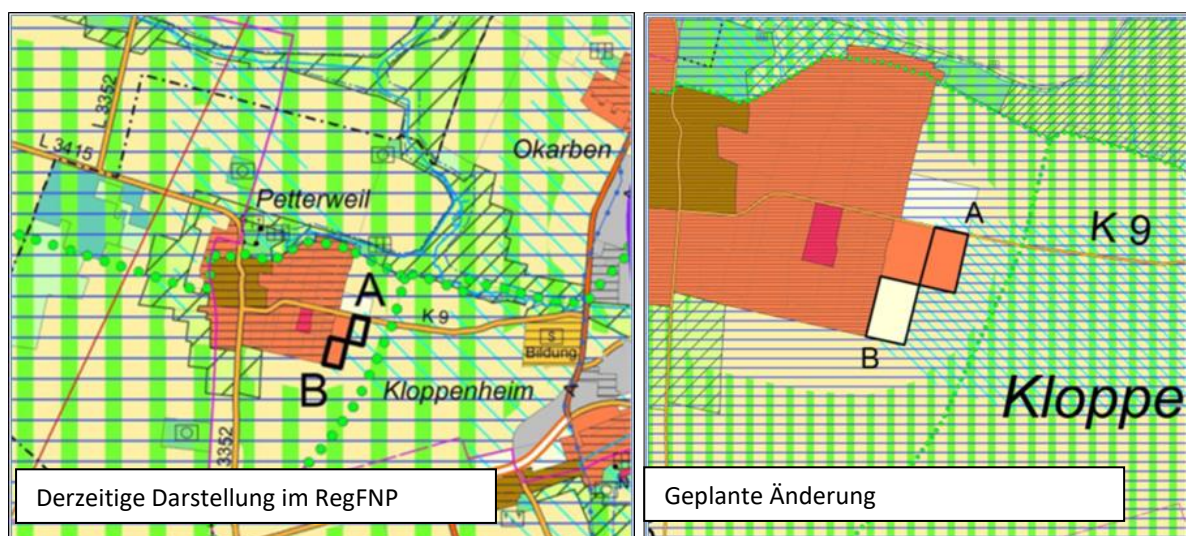 L 3352
L 3415
Okarben
Petterweil
A
K 9
S
Bildung
B
Kloppenheim
3352
Derzeitige Darstellung im RegFNP
A
K 9
B
Kloppe
Geplante Änderung